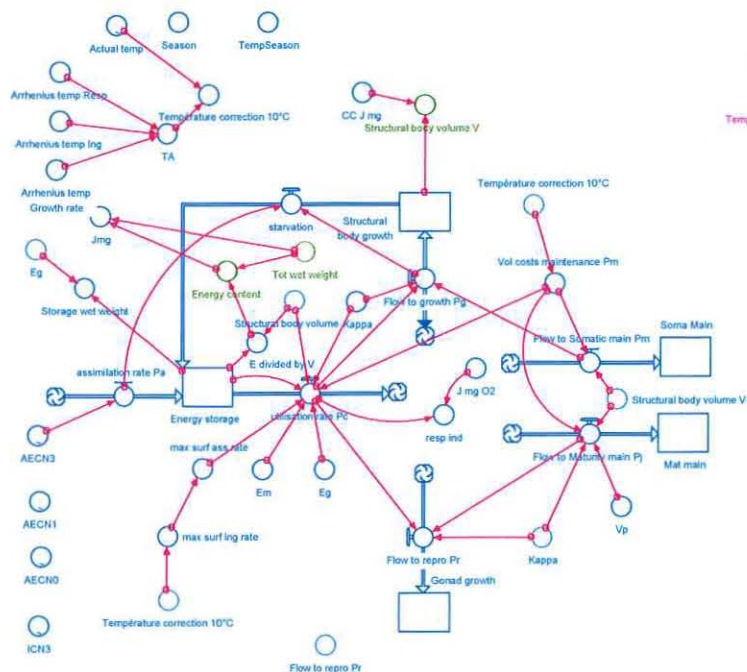 Actual temp
Season
TempSeason
Arrhenius temp Repo
Température correction 10°C
CC J mg
Structural body volume V
Temp
Arrhenius temp Ing
TA
Arrhenius temp
Growth rate
Température correction 10°C
Jmg
starvation
Structural
body growth
Eg
Tot wet weight
Vol costs maintenance Pm
Energy content
Flow to growth Pg
Storage wet weight
Structural body volume
Kappa
Soma Main
Flow to Somatic main Pm
assimilation rate Pa
E divided by V
J mg O2
Structural body volume V
Energy storage
utilisation rate Pc
resp ind
AECN3
max surf ass rate
Flow to Maturity main Pj
Mat main
Em
Eg
AECN1
Vp
max surf ing rate
Flow to repro Pr
Kappa
AECN0
Gonad growth
Température correction 10°C
ICN3
Flow to repro Pr